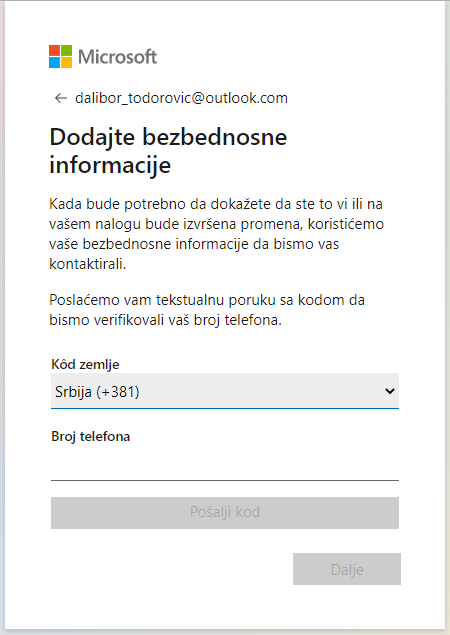 Microsoft
← dalibor_todorovic@outlook.com
Dodajte bezbednosne
informacije
Kada bude potrebno da dokažete da ste to vi ili na
vašem nalogu bude izvršena promena, koristićemo
vaše bezbednosne informacije da bismo vas
kontaktirali.
Poslaćemo vam tekstualnu poruku sa kodom da
bismo verifikovali vaš broj telefona.
Kôd zemlje
Srbija (+381)
Broj telefona
Pošalji kod
Dalje